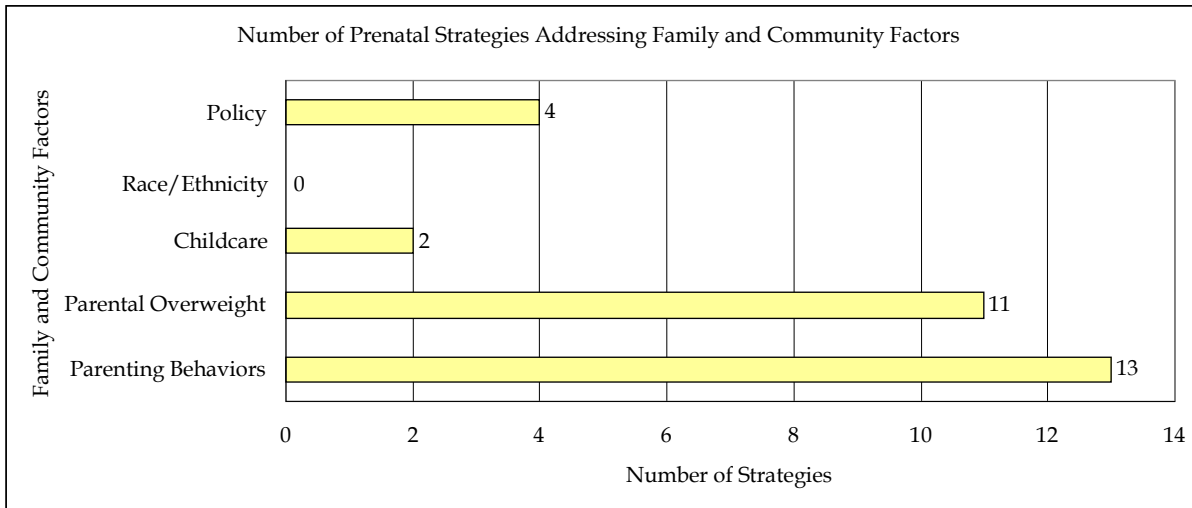 Number of Prenatal Strategies Addressing Family and Community Factors
Family and Community Factors
Policy
4
Race/Ethnicity
0
Childcare
2
Parental Overweight
11
Parenting Behaviors
13
0 2 4 6 8 10 12 14
Number of Strategies